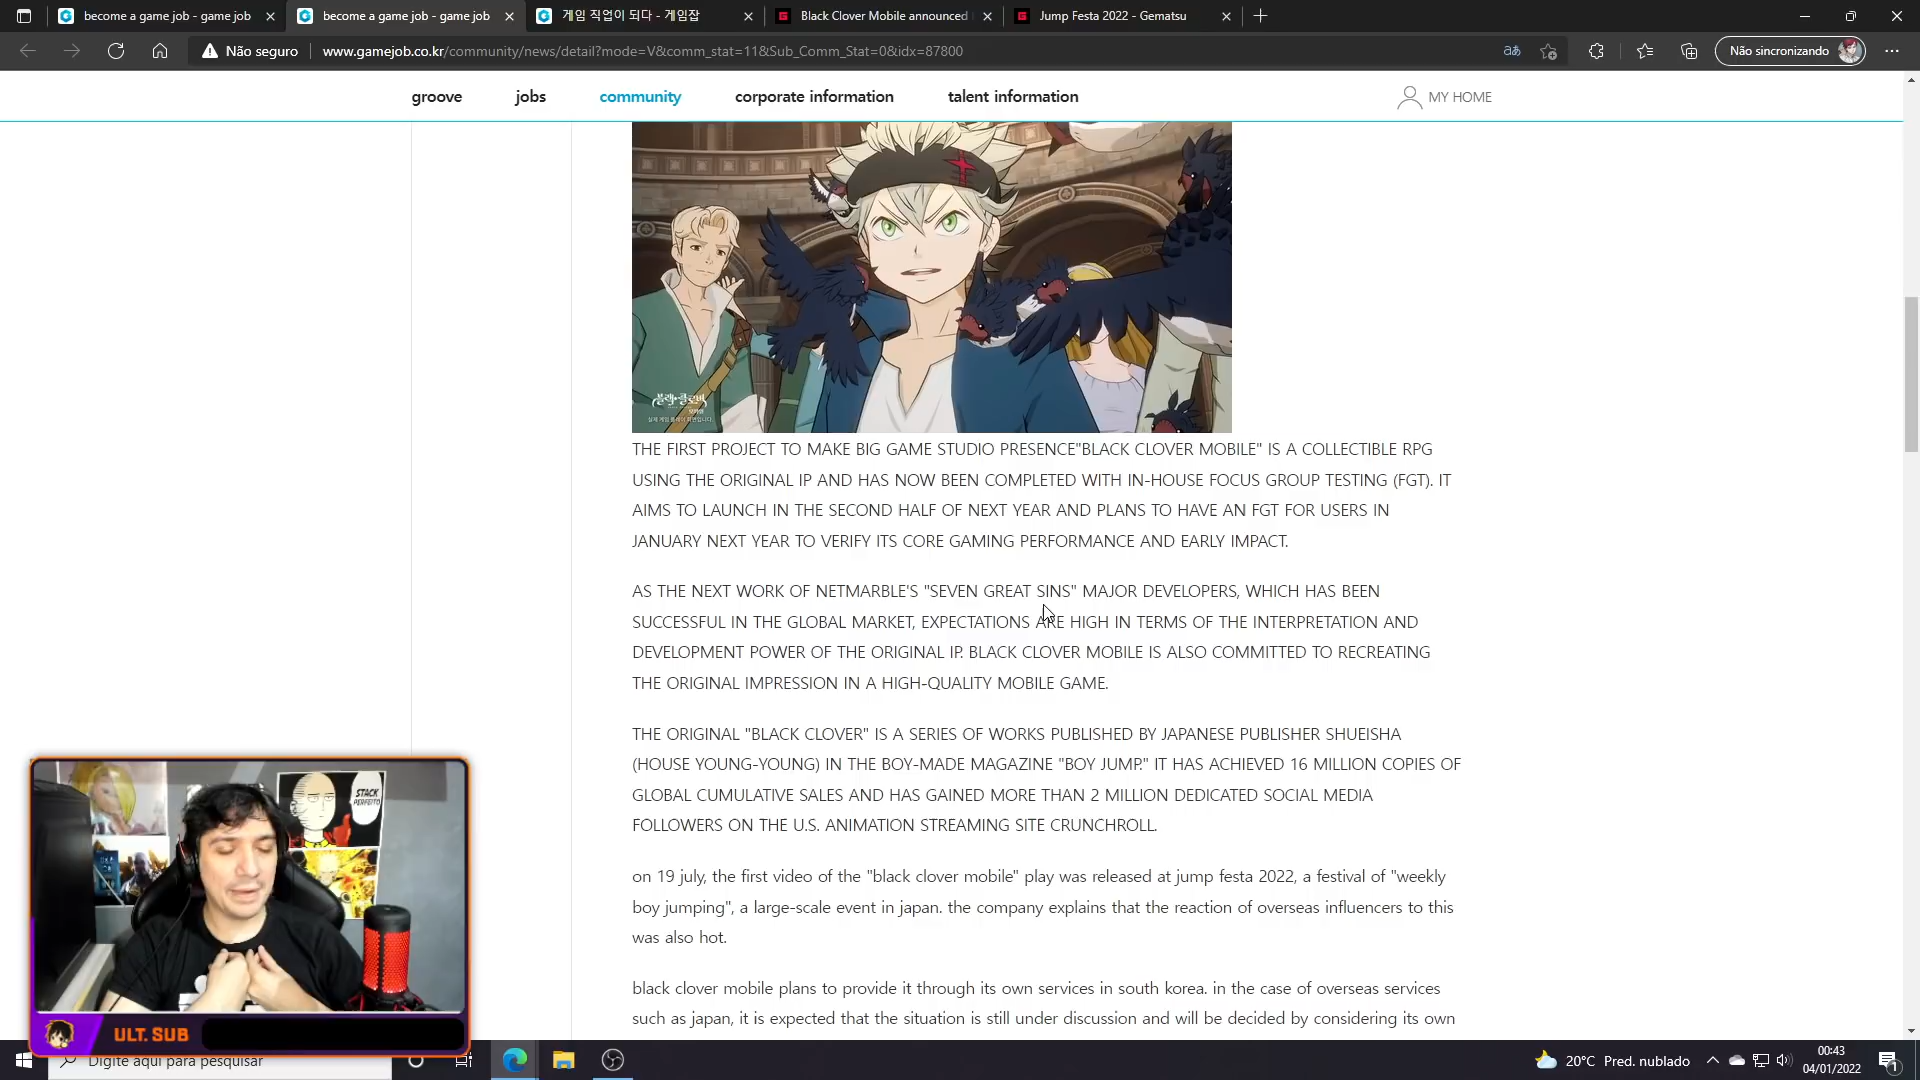 become a game job - game job
become a game job - game job
게임 직업이 되다 - 게임잡
Black Clover Mobile announced
Jump Festa 2022 - Gematsu
Não seguro
www.gamejob.co.kr/community/news/detail?mode=V&comm_stat=11&Sub_Comm_Stat=0&idx=87800
aあ
Não sincronizando
groove
jobs
community
corporate information
talent information
MY HOME
블랙클로버
모바일
THE FIRST PROJECT TO MAKE BIG GAME STUDIO PRESENCE"BLACK CLOVER MOBILE" IS A COLLECTIBLE RPG
USING THE ORIGINAL IP AND HAS NOW BEEN COMPLETED WITH IN-HOUSE FOCUS GROUP TESTING (FGT). IT
AIMS TO LAUNCH IN THE SECOND HALF OF NEXT YEAR AND PLANS TO HAVE AN FGT FOR USERS IN
JANUARY NEXT YEAR TO VERIFY ITS CORE GAMING PERFORMANCE AND EARLY IMPACT.
AS THE NEXT WORK OF NETMARBLE'S "SEVEN GREAT SINS" MAJOR DEVELOPERS, WHICH HAS BEEN
SUCCESSFUL IN THE GLOBAL MARKET, EXPECTATIONS ARE HIGH IN TERMS OF THE INTERPRETATION AND
DEVELOPMENT POWER OF THE ORIGINAL IP. BLACK CLOVER MOBILE IS ALSO COMMITTED TO RECREATING
THE ORIGINAL IMPRESSION IN A HIGH-QUALITY MOBILE GAME.
THE ORIGINAL "BLACK CLOVER" IS A SERIES OF WORKS PUBLISHED BY JAPANESE PUBLISHER SHUEISHA
(HOUSE YOUNG-YOUNG) IN THE BOY-MADE MAGAZINE "BOY JUMP." IT HAS ACHIEVED 16 MILLION COPIES OF
GLOBAL CUMULATIVE SALES AND HAS GAINED MORE THAN 2 MILLION DEDICATED SOCIAL MEDIA
FOLLOWERS ON THE U.S. ANIMATION STREAMING SITE CRUNCHROLL.
on 19 july, the first video of the "black clover mobile" play was released at jump festa 2022, a festival of "weekly
boy jumping", a large-scale event in japan. the company explains that the reaction of overseas influencers to this
was also hot.
black clover mobile plans to provide it through its own services in south korea. in the case of overseas services
such as japan, it is expected that the situation is still under discussion and will be decided by considering its own
STACK
PERFEITO
OK
ULT. SUB
Digite aqui para pesquisar
20°C Pred. nublado
00:43
04/01/2022
1